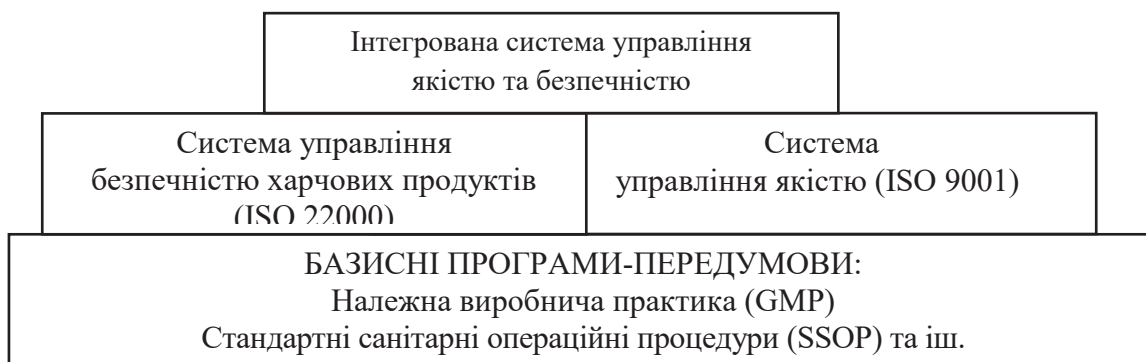 Інтегрована система управління
якістю та безпечністю
Система управління
безпечністю харчових продуктів
(ISO 22000)
Система
управління якістю (ISO 9001)
БАЗИСНІ ПРОГРАМИ-ПЕРЕДУМОВИ:
Належна виробнича практика (GMP)
Стандартні санітарні операційні процедури (SSOP) та іш.